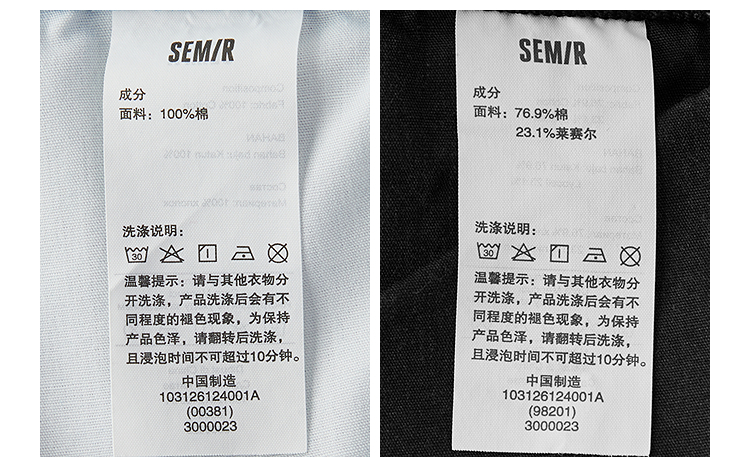 SEMIR
成分
面料：100%棉
洗涤说明：
30
温馨提示：请与其他衣物分
开洗涤，产品洗涤后会有不
同程度的褪色现象，为保持
产品色泽，请翻转后洗涤，
且浸泡时间不可超过10分钟。
中国制造
103126124001A
(00381)
3000023
SEMIR
成分
面料：76.9%棉
23.1%莱赛尔
洗涤说明：
30
温馨提示：请与其他衣物分
开洗涤，产品洗涤后会有不
同程度的褪色现象，为保持
产品色泽，请翻转后洗涤，
且浸泡时间不可超过10分钟。
中国制造
103126124001A
(98201)
3000023